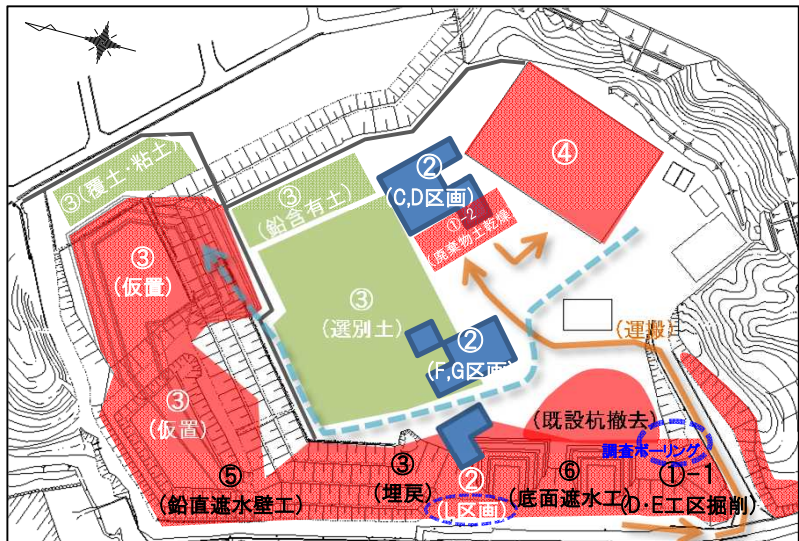 ③(覆土・粘土)
③
(鉛含有土)
②
(C,D区画)
④
①-2
(廃棄物土乾燥)
③
(仮置)
③
(選別土)
②
(F,G区画)
(運搬)
③
(仮置)
(既設杭撤去)
調査ボーリング
⑤
(鉛直遮水壁工)
③
(埋戻)
②
(I,区画)
⑥
(底面遮水工)
①-1
(D・E工区掘削)